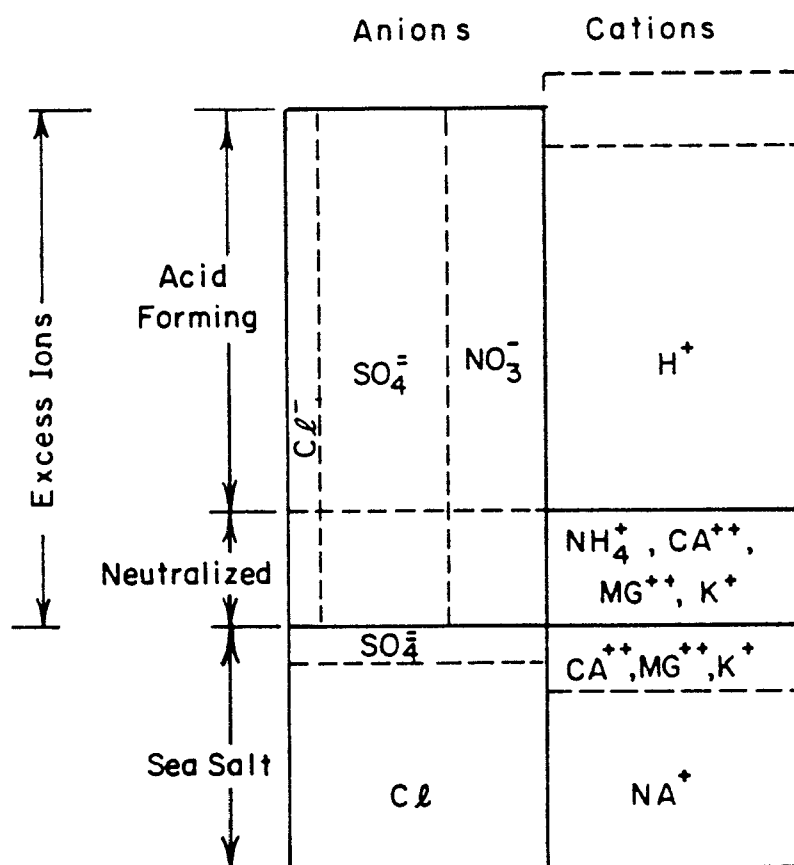 Anions Cations
Excess Ions
Acid
Forming
Cℓ⁻
SO₄⁼
NO₃⁻
H⁺
Neutralized
NH₄⁺, CA⁺⁺,
MG⁺⁺, K⁺
SO₄⁼
CA⁺⁺,MG⁺⁺,K⁺
Sea Salt
Cℓ
NA⁺